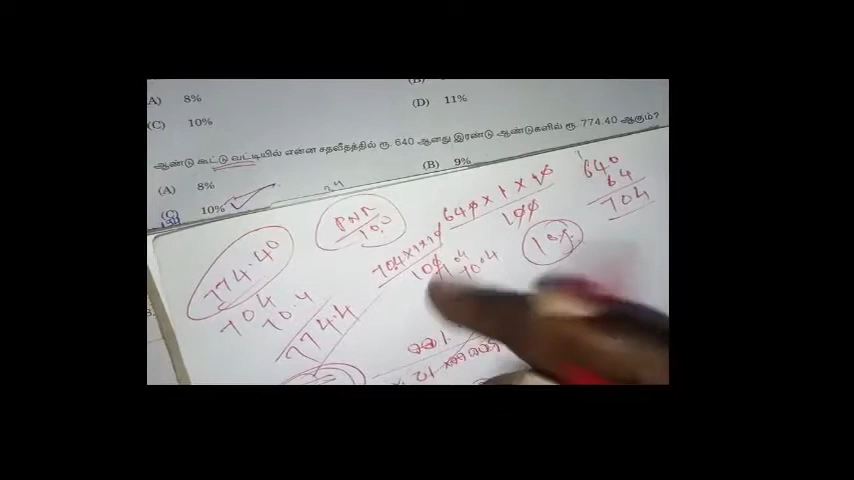 (A) 8%
(C) 10%
(D) 11%
ஆண்டு கூட்டு வட்டியில் என்ன சதவீதத்தில் ரூ. 640 ஆனது இரண்டு ஆண்டுகளில் ரூ. 774.40 ஆகும்?
(A) 8%
(B) 9%
(C) 10%
PNR
100
640 × 1 × 10
100
640
64
704
774.40
704
70.4
774.4
704×1×10
100
70.4
10%